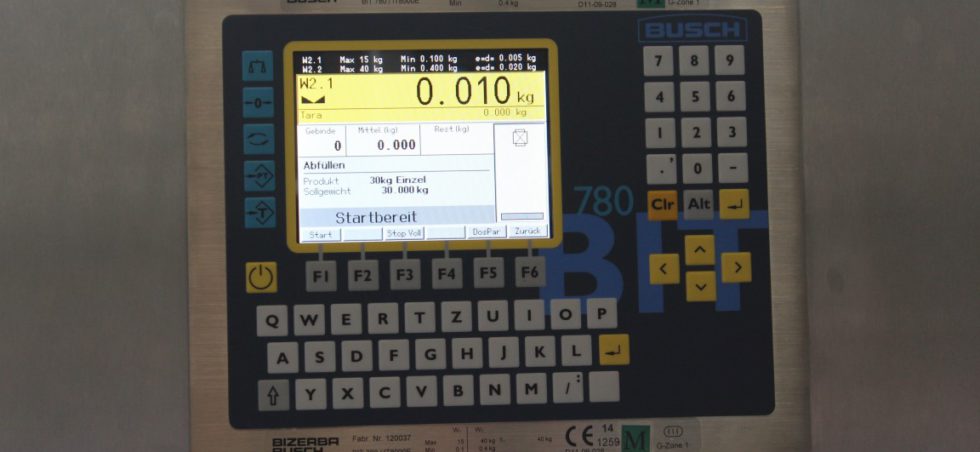 BIT 780 Min 0.4 kg D11-09-028 G-Zone 1
BUSCH
W2.1 Max 15 kg Min 0.100 kg e=d= 0.005 kg
W2.2 Max 40 kg Min 0.400 kg e=d= 0.020 kg
W2.1
0.010 kg
Tara 0.000 kg
Gebinde Mittel (kg) Rest (kg)
0 0.000
Abfüllen
Produkt 30kg Einzel
Sollgewicht 30.000 kg
Startbereit
Start Stop Voll DosPar Zurück
F1 F2 F3 F4 F5 F6
→0←
PT
T
7 8 9
4 5 6
1 2 3
. ' 0 -
Clr Alt
780
BIT
Q W E R T Z U I O P
A S D F G H J K L
Y X C V B N M / :
BIZERBA Fabr. Nr. 120037
BUSCH
Max 15 40 kg 40 kg
CE 14 1259 M
G-Zone 1